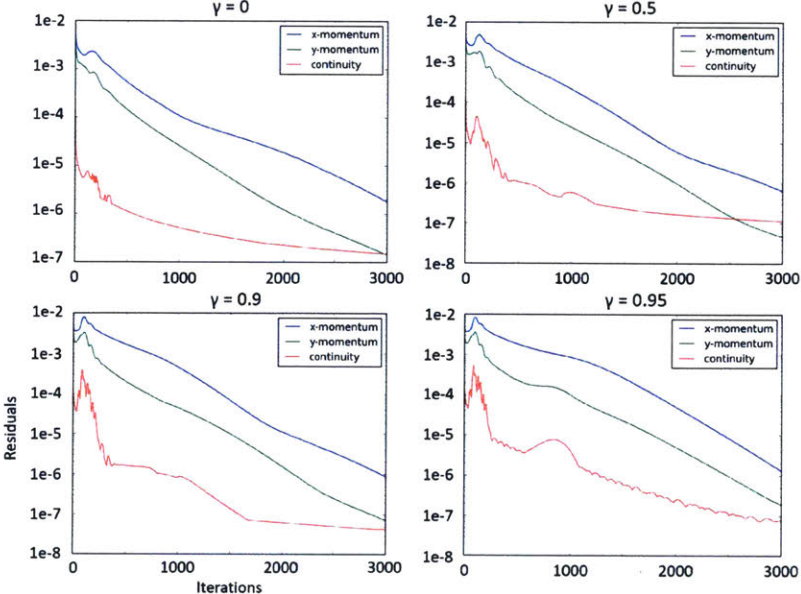 γ = 0
1e-2
1e-3
1e-4
1e-5
1e-6
1e-7
x-momentum
y-momentum
continuity
0
1000
2000
3000
γ = 0.5
1e-2
1e-3
1e-4
1e-5
1e-6
1e-7
1e-8
x-momentum
y-momentum
continuity
0
1000
2000
3000
γ = 0.9
1e-2
1e-3
1e-4
1e-5
1e-6
1e-7
1e-8
Residuals
x-momentum
y-momentum
continuity
0
1000
2000
3000
Iterations
γ = 0.95
1e-2
1e-3
1e-4
1e-5
1e-6
1e-7
1e-8
x-momentum
y-momentum
continuity
0
1000
2000
3000